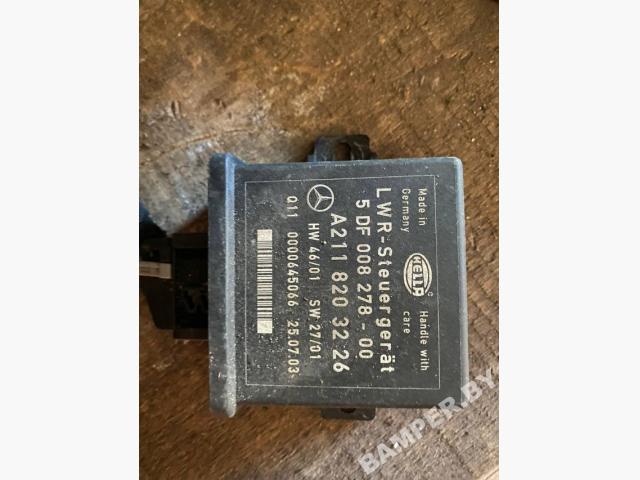 Made in
Germany
HELLA
Handle with
care
LWR-Steuergerät
5 DF 008 278-00
A211 820 32 26
HW 46/01 SW 27/01
Q11 0000645066 25.07.03
BAMPER.BY